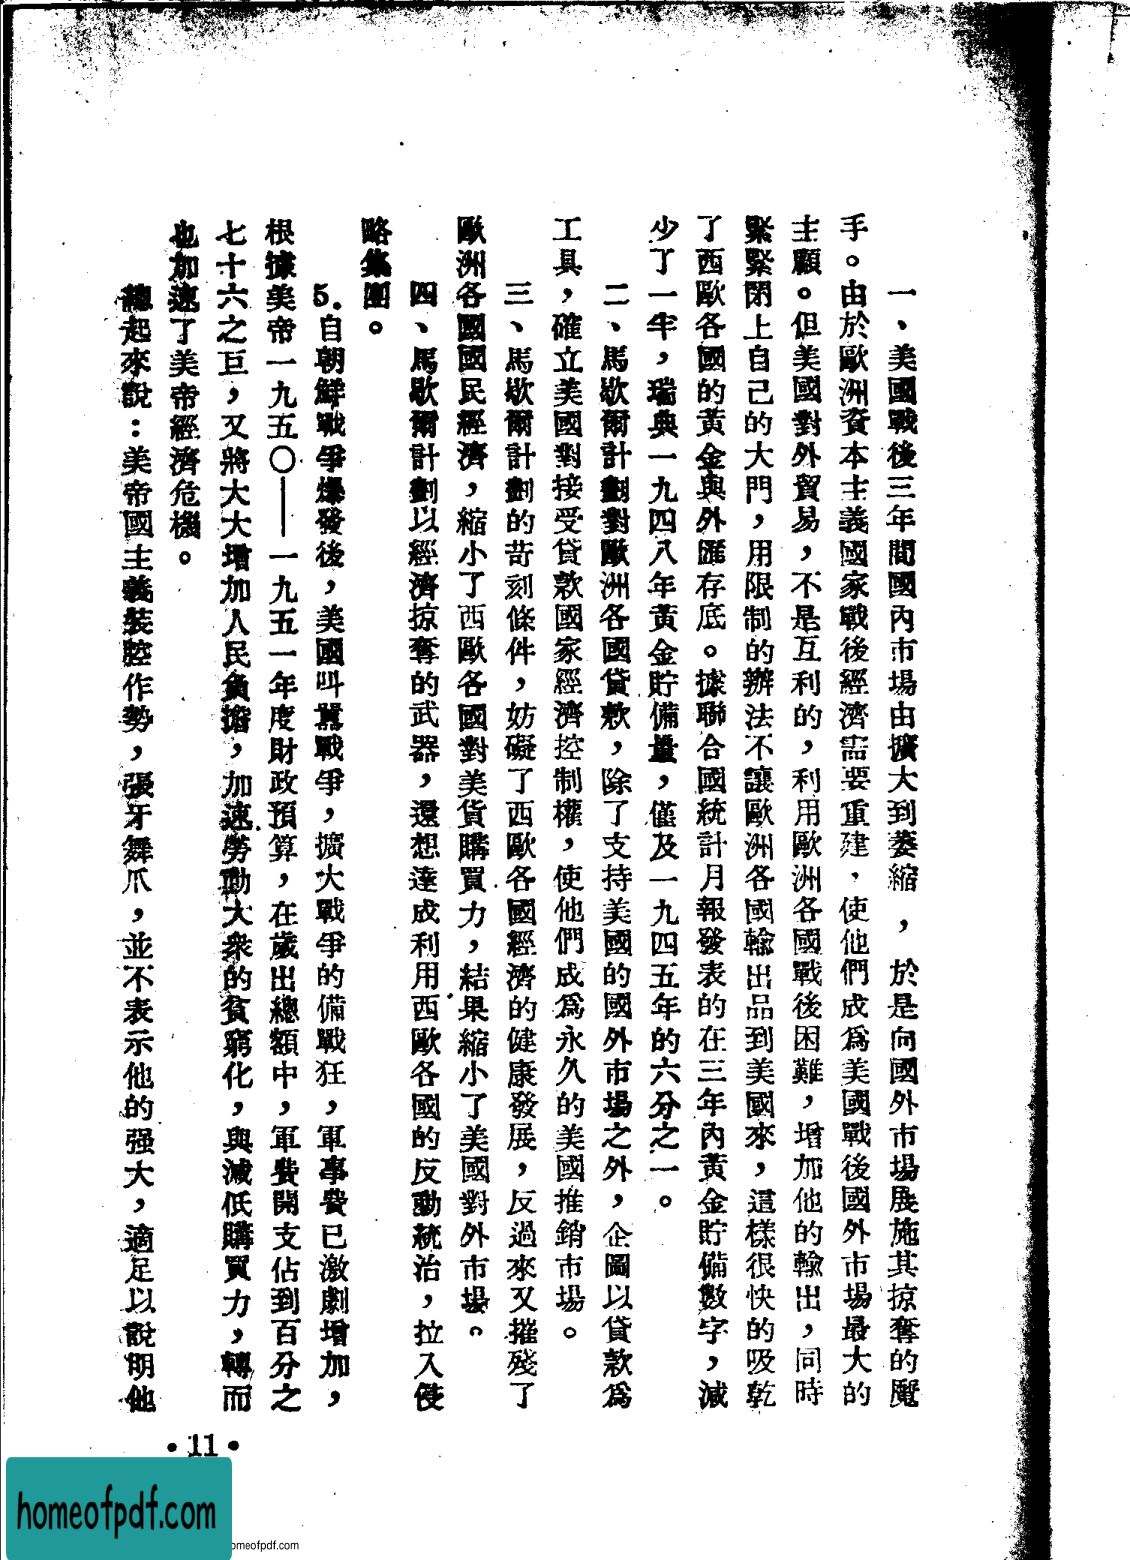 一、美國戰後三年間國內市場由擴大到萎縮，於是向國外市場展施其掠奪的魔
手。由於歐洲資本主義國家戰後經濟需要重建，使他們成爲美國戰後國外市場最大的
主顧。但美國對外貿易，不是互利的，利用歐洲各國戰後困難，增加他的輸出，同時
緊緊閉上自己的大門，用限制的辦法不讓歐洲各國輸出品到美國來，這樣很快的吸乾
了西歐各國的黃金與外匯存底。據聯合國統計月報發表的在三年內黃金貯備數字，減
少了一半，瑞典一九四八年黃金貯備量，僅及一九四五年的六分之一。
二、馬歇爾計劃對歐洲各國貸款，除了支持美國的國外市場之外，企圖以貸款爲
工具，確立美國對接受貸款國家經濟控制權，使他們成爲永久的美國推銷市場。
三、馬歇爾計劃的苛刻條件，妨礙了西歐各國經濟的健康發展，反過來又摧殘了
歐洲各國國民經濟，縮小了西歐各國對美貨購買力，結果縮小了美國對外市場。
四、馬歇爾計劃以經濟掠奪的武器，還想達成利用西歐各國的反動統治，拉入侵
略集團。
5.自朝鮮戰爭爆發後，美國叫囂戰爭，擴大戰爭的備戰狂，軍事費已激劇增加，
根據美帝一九五〇——一九五一年度財政預算，在歲出總額中，軍費開支佔到百分之
七十六之巨，又將大大增加人民負擔，加速勞動大衆的貧窮化，與減低購買力，轉而
也加速了美帝經濟危機。
總起來說：美帝國主義裝腔作勢，張牙舞爪，並不表示他的强大，適足以說明他
•11•
homeofpdf.com
omeofpdf.com